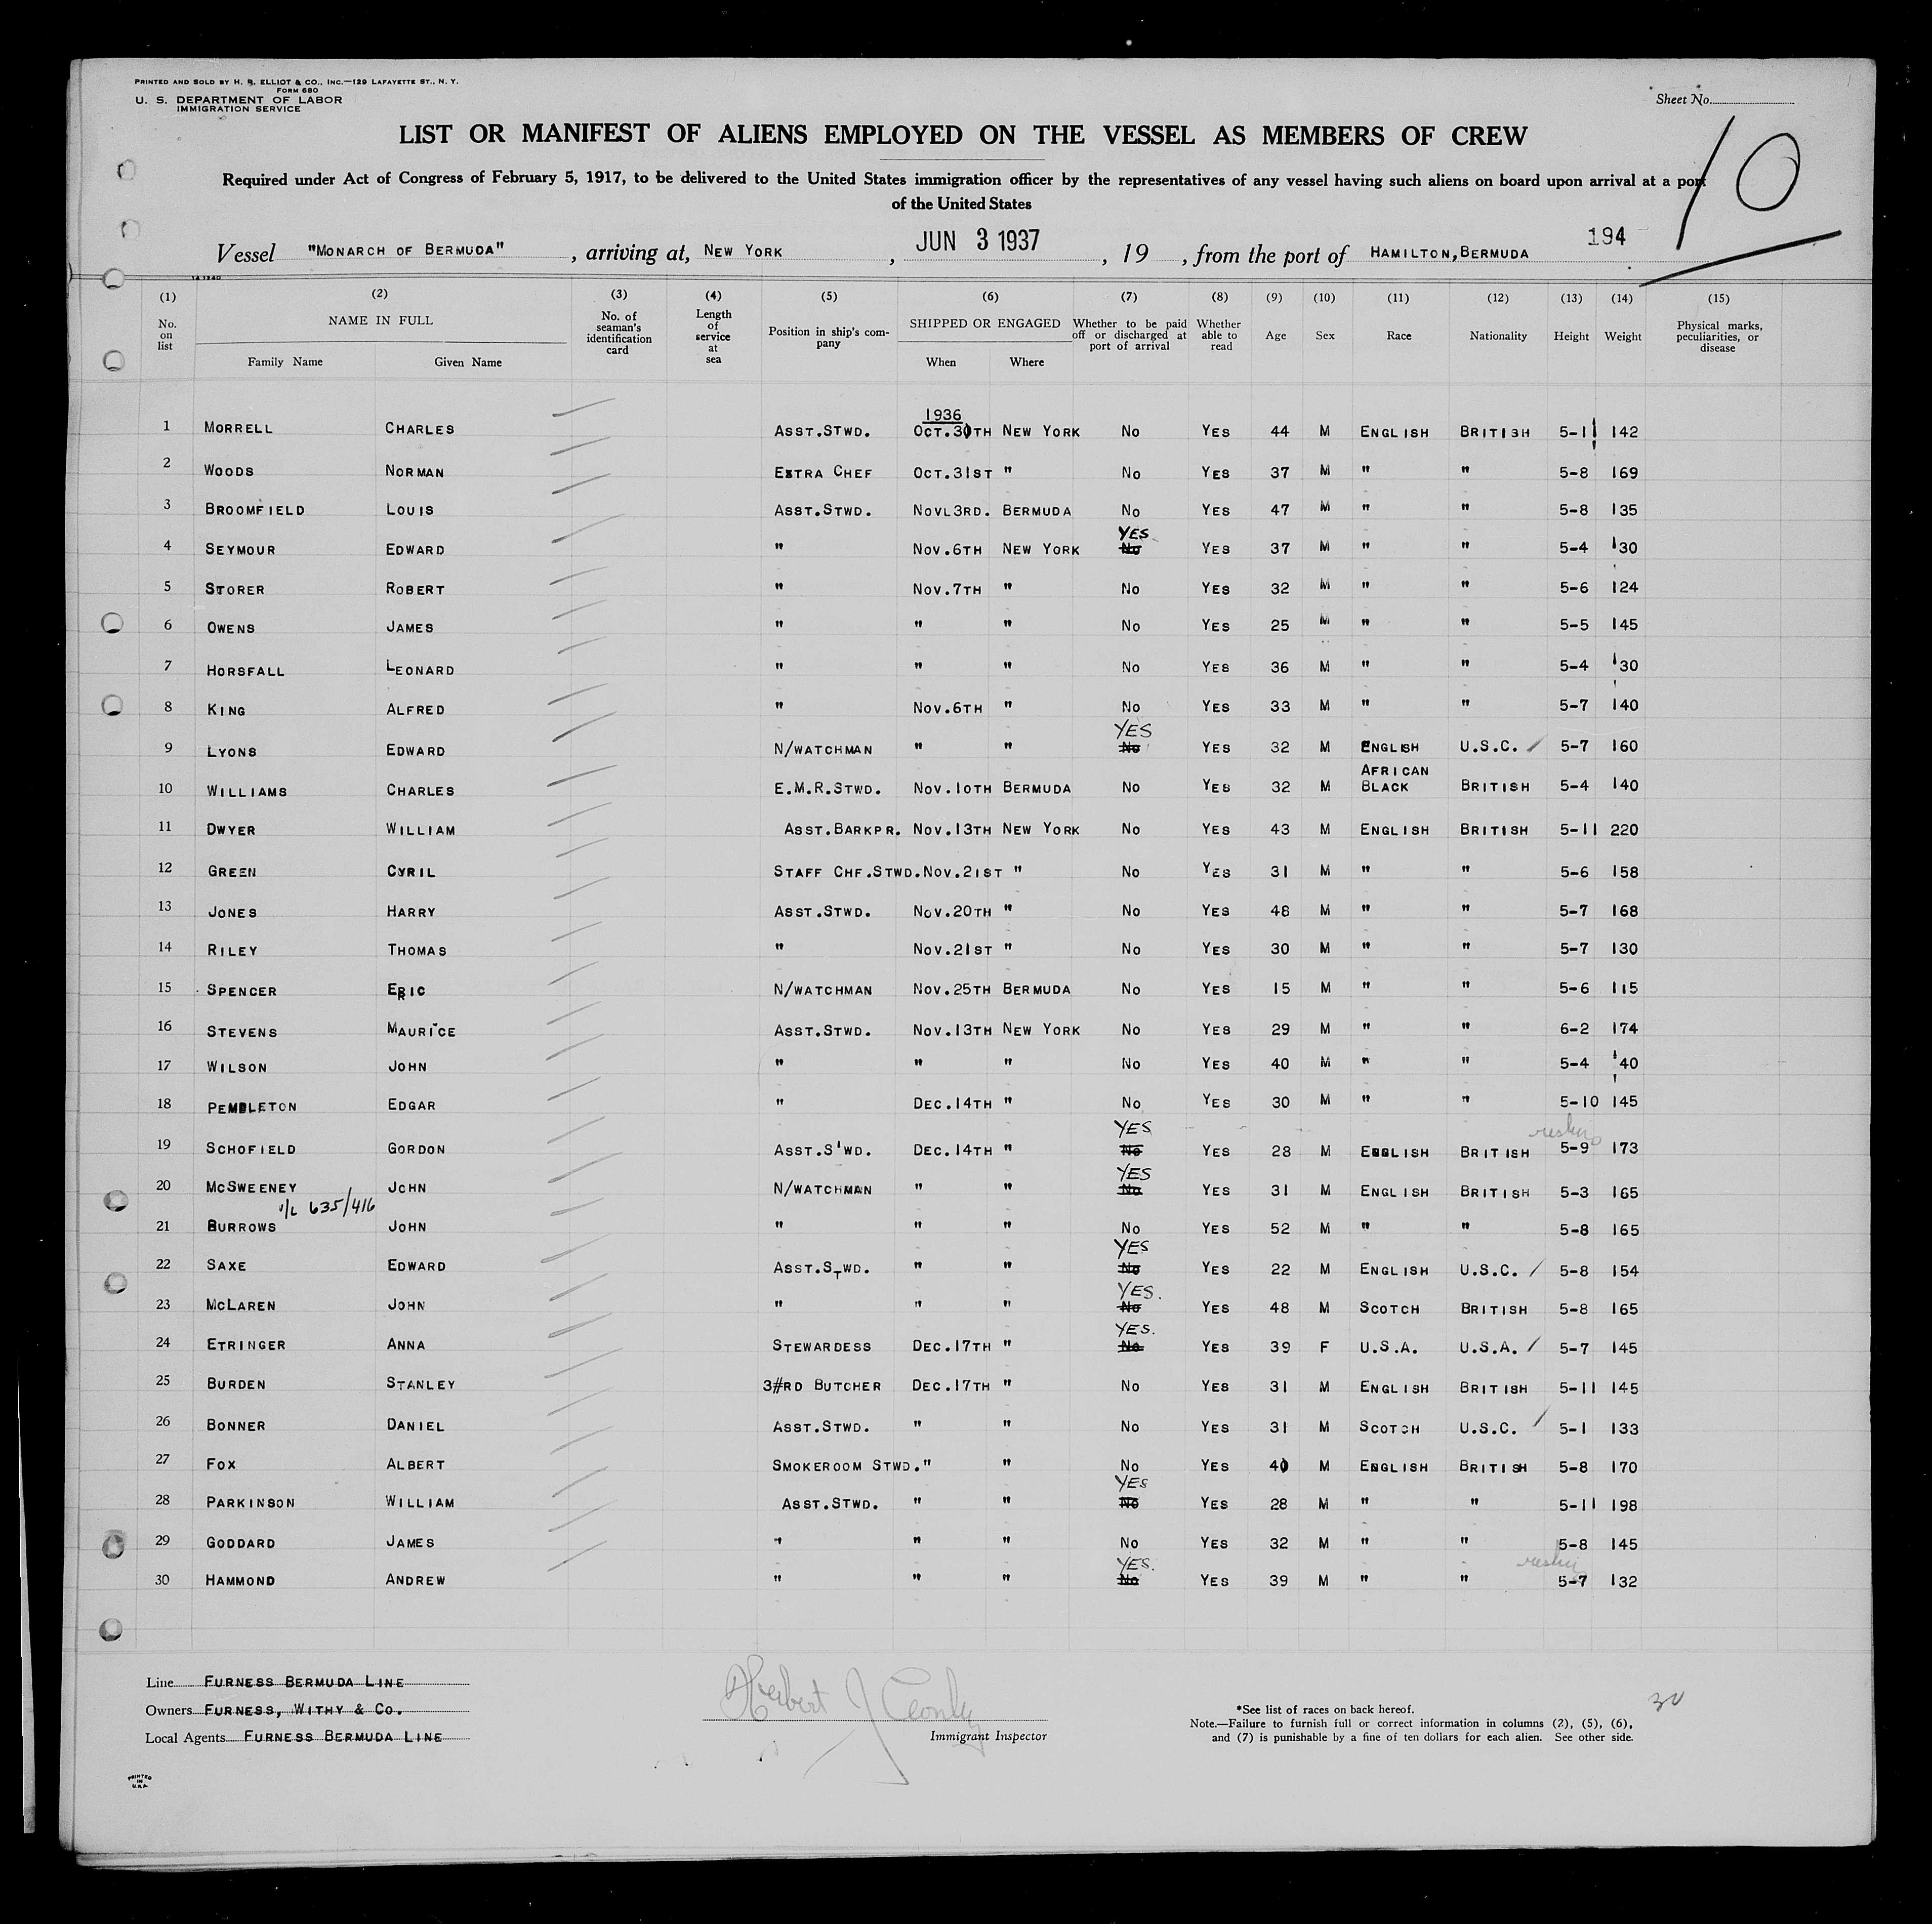 PRINTED AND SOLD BY H. R. ELLIOT & CO., INC.—129 LAFAYETTE ST., N. Y.
FORM 680
U. S. DEPARTMENT OF LABOR
IMMIGRATION SERVICE
Sheet No.
10
LIST OR MANIFEST OF ALIENS EMPLOYED ON THE VESSEL AS MEMBERS OF CREW
Required under Act of Congress of February 5, 1917, to be delivered to the United States immigration officer by the representatives of any vessel having such aliens on board upon arrival at a port
of the United States
194
Vessel "MONARCH OF BERMUDA", arriving at, NEW YORK, JUN 3 1937, 19 , from the port of HAMILTON, BERMUDA
(1) (2) (3) (4) (5) (6) (7) (8) (9) (10) (11) (12) (13) (14) (15)
No. on list NAME IN FULL Family Name Given Name No. of seaman's identification card Length of service at sea Position in ship's company SHIPPED OR ENGAGED When Where Whether to be paid off or discharged at port of arrival Whether able to read Age Sex Race Nationality Height Weight Physical marks, peculiarities, or disease
1936
1 MORRELL CHARLES ASST.STWD. OCT.30TH NEW YORK No YES 44 M ENGLISH BRITISH 5-11 142
2 WOODS NORMAN EXTRA CHEF OCT.31ST " No YES 37 M " " 5-8 169
3 BROOMFIELD LOUIS ASST.STWD. NOVL3RD. BERMUDA No YES 47 M " " 5-8 135
YES
4 SEYMOUR EDWARD " NOV.6TH NEW YORK No YES 37 M " " 5-4 130
5 STORER ROBERT " NOV.7TH " No YES 32 M " " 5-6 124
6 OWENS JAMES " " " No YES 25 M " " 5-5 145
7 HORSFALL LEONARD " " " No YES 36 M " " 5-4 130
8 KING ALFRED " NOV.6TH " No YES 33 M " " 5-7 140
YES
9 LYONS EDWARD N/WATCHMAN " " No YES 32 M ENGLISH U.S.C. 5-7 160
AFRICAN
10 WILLIAMS CHARLES E.M.R.STWD. NOV.10TH BERMUDA No YES 32 M BLACK BRITISH 5-4 140
11 DWYER WILLIAM ASST.BARKPR. NOV.13TH NEW YORK No YES 43 M ENGLISH BRITISH 5-11 220
12 GREEN CYRIL STAFF CHF.STWD. NOV.21ST " No YES 31 M " " 5-6 158
13 JONES HARRY ASST.STWD. NOV.20TH " No YES 48 M " " 5-7 168
14 RILEY THOMAS " NOV.21ST " No YES 30 M " " 5-7 130
15 SPENCER ERIC N/WATCHMAN NOV.25TH BERMUDA No YES 15 M " " 5-6 115
16 STEVENS MAURICE ASST.STWD. NOV.13TH NEW YORK No YES 29 M " " 6-2 174
17 WILSON JOHN " " " No YES 40 M " " 5-4 140
18 PEMBLETON EDGAR " DEC.14TH " No YES 30 M " " 5-10 145
YES
19 SCHOFIELD GORDON ASST.S'WD. DEC.14TH " No YES 28 M ENGLISH BRITISH 5-9 173
YES
20 MCSWEENEY JOHN N/WATCHMAN " " No YES 31 M ENGLISH BRITISH 5-3 165
635/416
21 BURROWS JOHN " " " No YES 52 M " " 5-8 165
YES
22 SAXE EDWARD ASST.STWD. " " No YES 22 M ENGLISH U.S.C. 5-8 154
YES.
23 MCLAREN JOHN " " " No YES 48 M SCOTCH BRITISH 5-8 165
YES.
24 ETRINGER ANNA STEWARDESS DEC.17TH " No YES 39 F U.S.A. U.S.A. 5-7 145
25 BURDEN STANLEY 3#RD BUTCHER DEC.17TH " No YES 31 M ENGLISH BRITISH 5-11 145
26 BONNER DANIEL ASST.STWD. " " No YES 31 M SCOTCH U.S.C. 5-1 133
27 FOX ALBERT SMOKEROOM STWD. " " No YES 40 M ENGLISH BRITISH 5-8 170
YES
28 PARKINSON WILLIAM ASST.STWD. " " No YES 28 M " " 5-11 198
29 GODDARD JAMES " " " No YES 32 M " " 5-8 145
YES.
30 HAMMOND ANDREW " " " No YES 39 M " " 5-7 132
Line FURNESS BERMUDA LINE
Owners FURNESS, WITHY & CO.
Local Agents FURNESS BERMUDA LINE
Herbert J
Immigrant Inspector
*See list of races on back hereof.
Note.—Failure to furnish full or correct information in columns (2), (5), (6),
and (7) is punishable by a fine of ten dollars for each alien. See other side.
30
PRINTED
IN
U.S.A.